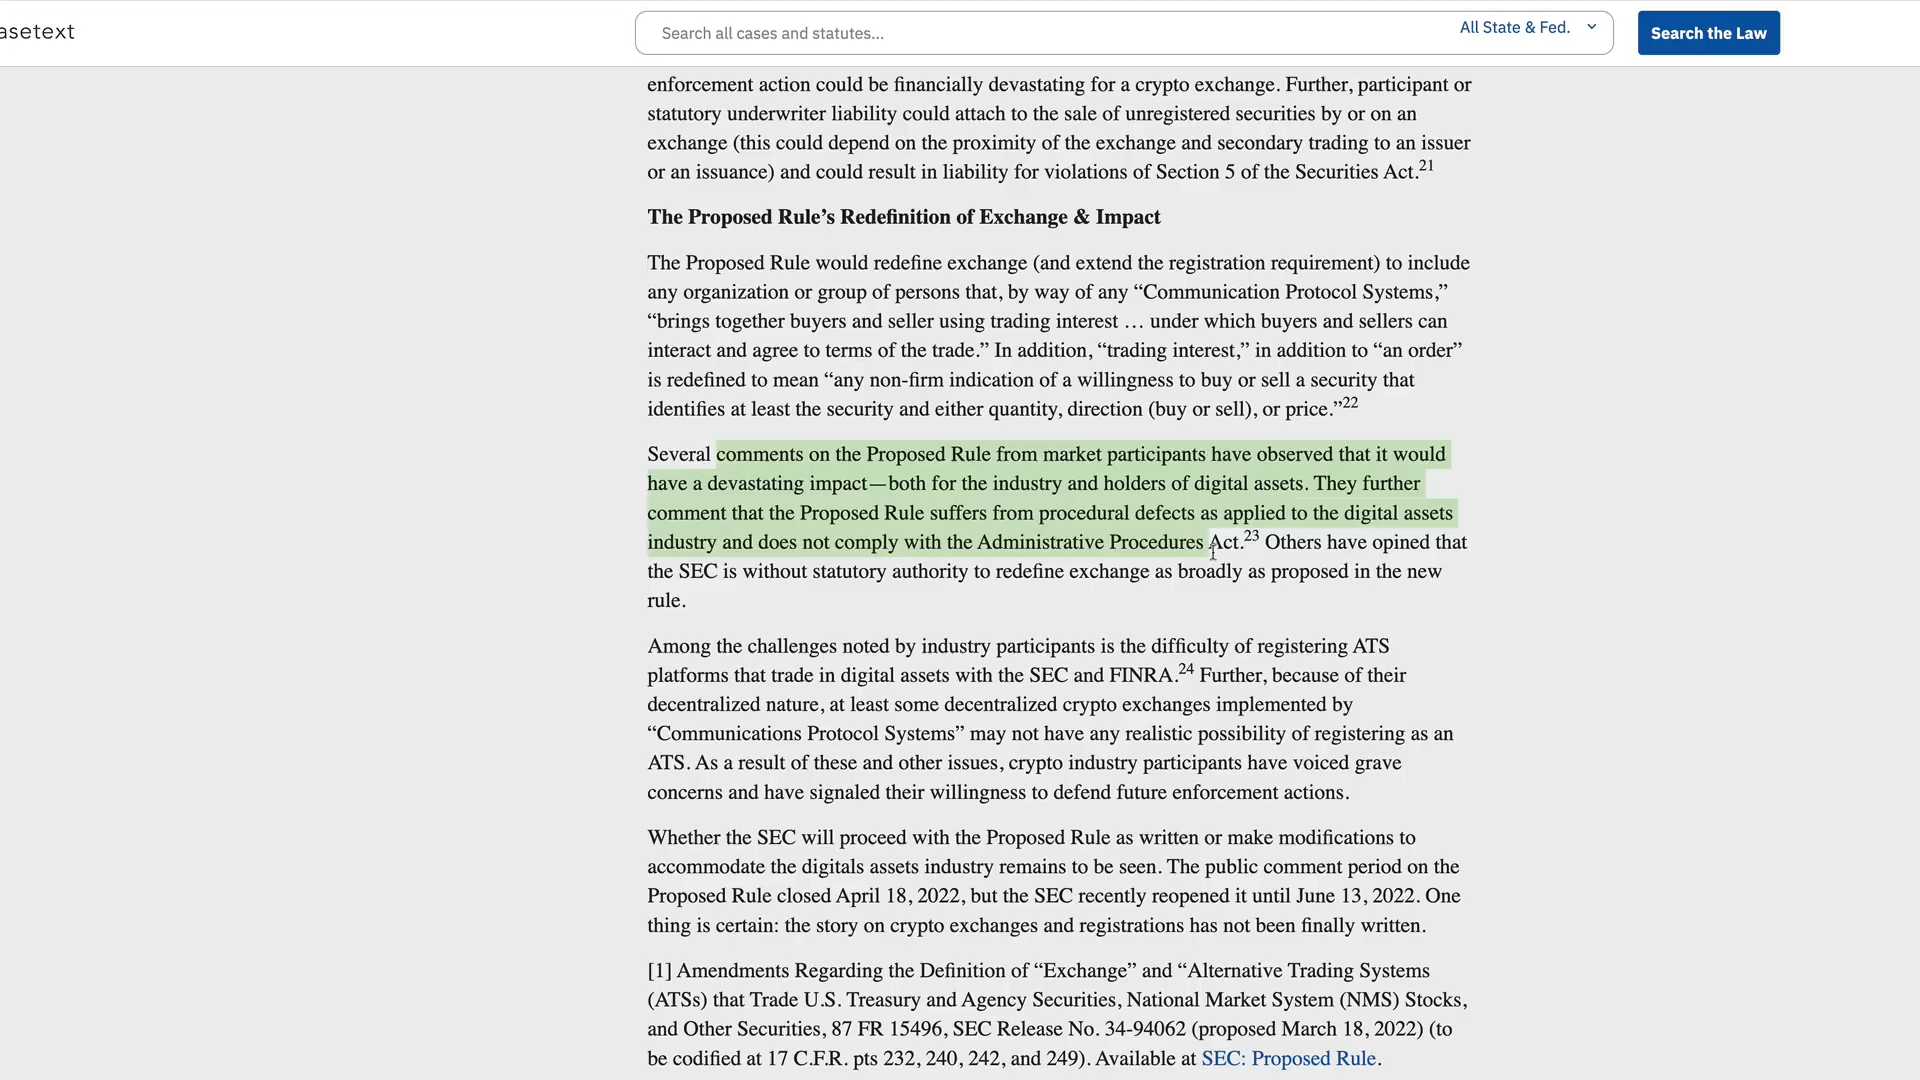 asetext
Search all cases and statutes...
All State & Fed.
Search the Law
enforcement action could be financially devastating for a crypto exchange. Further, participant or
statutory underwriter liability could attach to the sale of unregistered securities by or on an
exchange (this could depend on the proximity of the exchange and secondary trading to an issuer
or an issuance) and could result in liability for violations of Section 5 of the Securities Act.21
The Proposed Rule’s Redefinition of Exchange & Impact
The Proposed Rule would redefine exchange (and extend the registration requirement) to include
any organization or group of persons that, by way of any “Communication Protocol Systems,”
“brings together buyers and seller using trading interest … under which buyers and sellers can
interact and agree to terms of the trade.” In addition, “trading interest,” in addition to “an order”
is redefined to mean “any non-firm indication of a willingness to buy or sell a security that
identifies at least the security and either quantity, direction (buy or sell), or price.”22
Several comments on the Proposed Rule from market participants have observed that it would
have a devastating impact—both for the industry and holders of digital assets. They further
comment that the Proposed Rule suffers from procedural defects as applied to the digital assets
industry and does not comply with the Administrative Procedures Act.23 Others have opined that
the SEC is without statutory authority to redefine exchange as broadly as proposed in the new
rule.
Among the challenges noted by industry participants is the difficulty of registering ATS
platforms that trade in digital assets with the SEC and FINRA.24 Further, because of their
decentralized nature, at least some decentralized crypto exchanges implemented by
“Communications Protocol Systems” may not have any realistic possibility of registering as an
ATS. As a result of these and other issues, crypto industry participants have voiced grave
concerns and have signaled their willingness to defend future enforcement actions.
Whether the SEC will proceed with the Proposed Rule as written or make modifications to
accommodate the digitals assets industry remains to be seen. The public comment period on the
Proposed Rule closed April 18, 2022, but the SEC recently reopened it until June 13, 2022. One
thing is certain: the story on crypto exchanges and registrations has not been finally written.
[1] Amendments Regarding the Definition of “Exchange” and “Alternative Trading Systems
(ATSs) that Trade U.S. Treasury and Agency Securities, National Market System (NMS) Stocks,
and Other Securities, 87 FR 15496, SEC Release No. 34-94062 (proposed March 18, 2022) (to
be codified at 17 C.F.R. pts 232, 240, 242, and 249). Available at SEC: Proposed Rule.